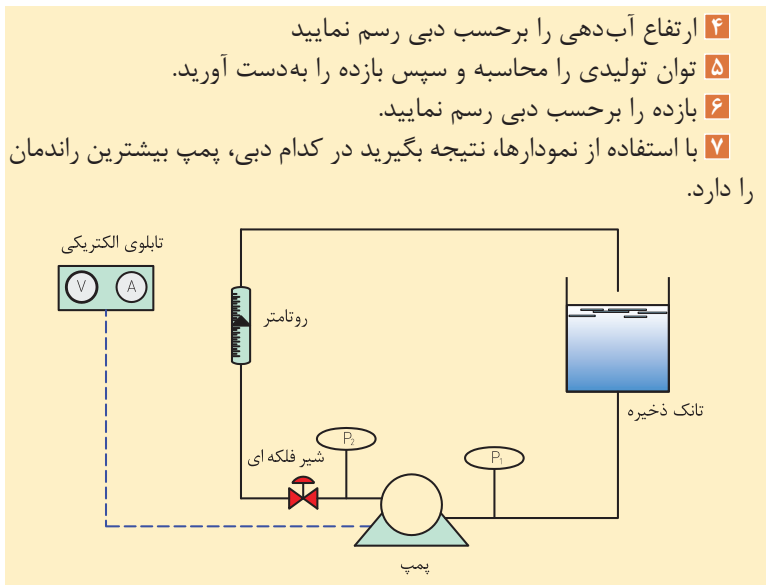 ۴ ارتفاع آب‌دهی را برحسب دبی رسم نمایید
۵ توان تولیدی را محاسبه و سپس بازده را به‌دست آورید.
۶ بازده را برحسب دبی رسم نمایید.
۷ با استفاده از نمودارها، نتیجه بگیرید در کدام دبی، پمپ بیشترین راندمان
را دارد.
تابلوی الکتریکی
V A
روتامتر
تانک ذخیره
P₂
شیر فلکه ای
P₁
پمپ